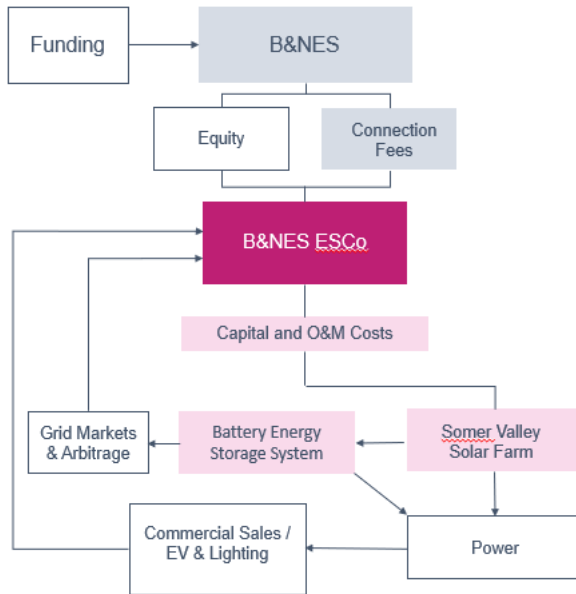 Funding
B&NES
Equity
Connection
Fees
B&NES ESCo
Capital and O&M Costs
Grid Markets
& Arbitrage
Battery Energy
Storage System
Somer Valley
Solar Farm
Commercial Sales /
EV & Lighting
Power